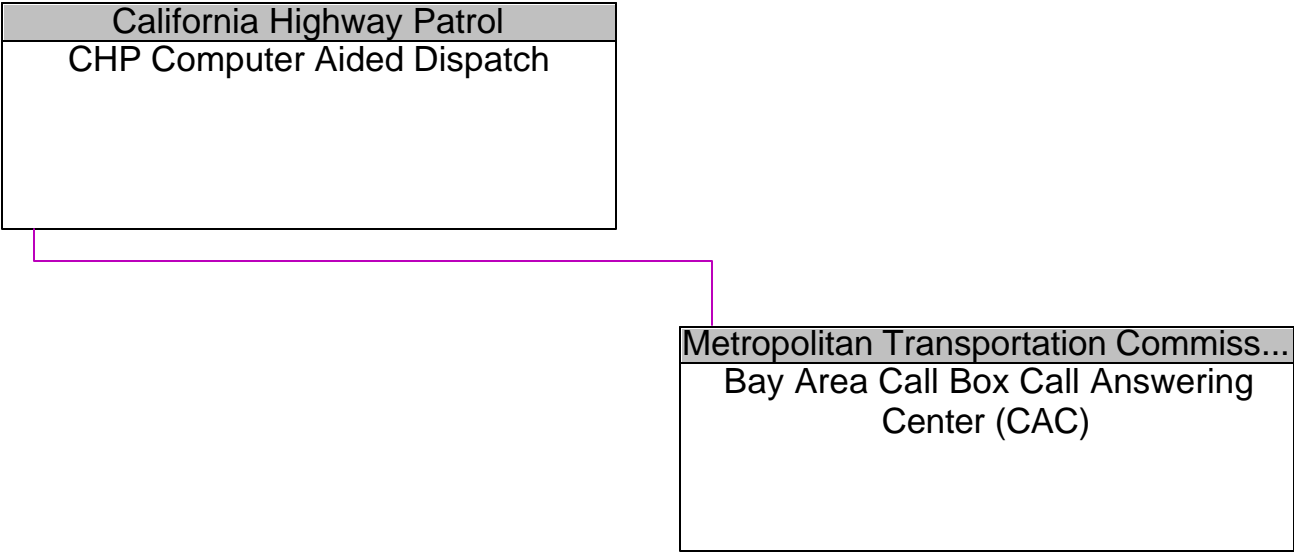 California Highway Patrol
CHP Computer Aided Dispatch
Metropolitan Transportation Commiss...
Bay Area Call Box Call Answering
Center (CAC)